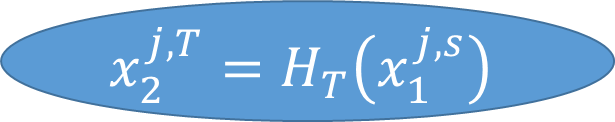 x_2^{j,T} = H_T(x_1^{j,s})